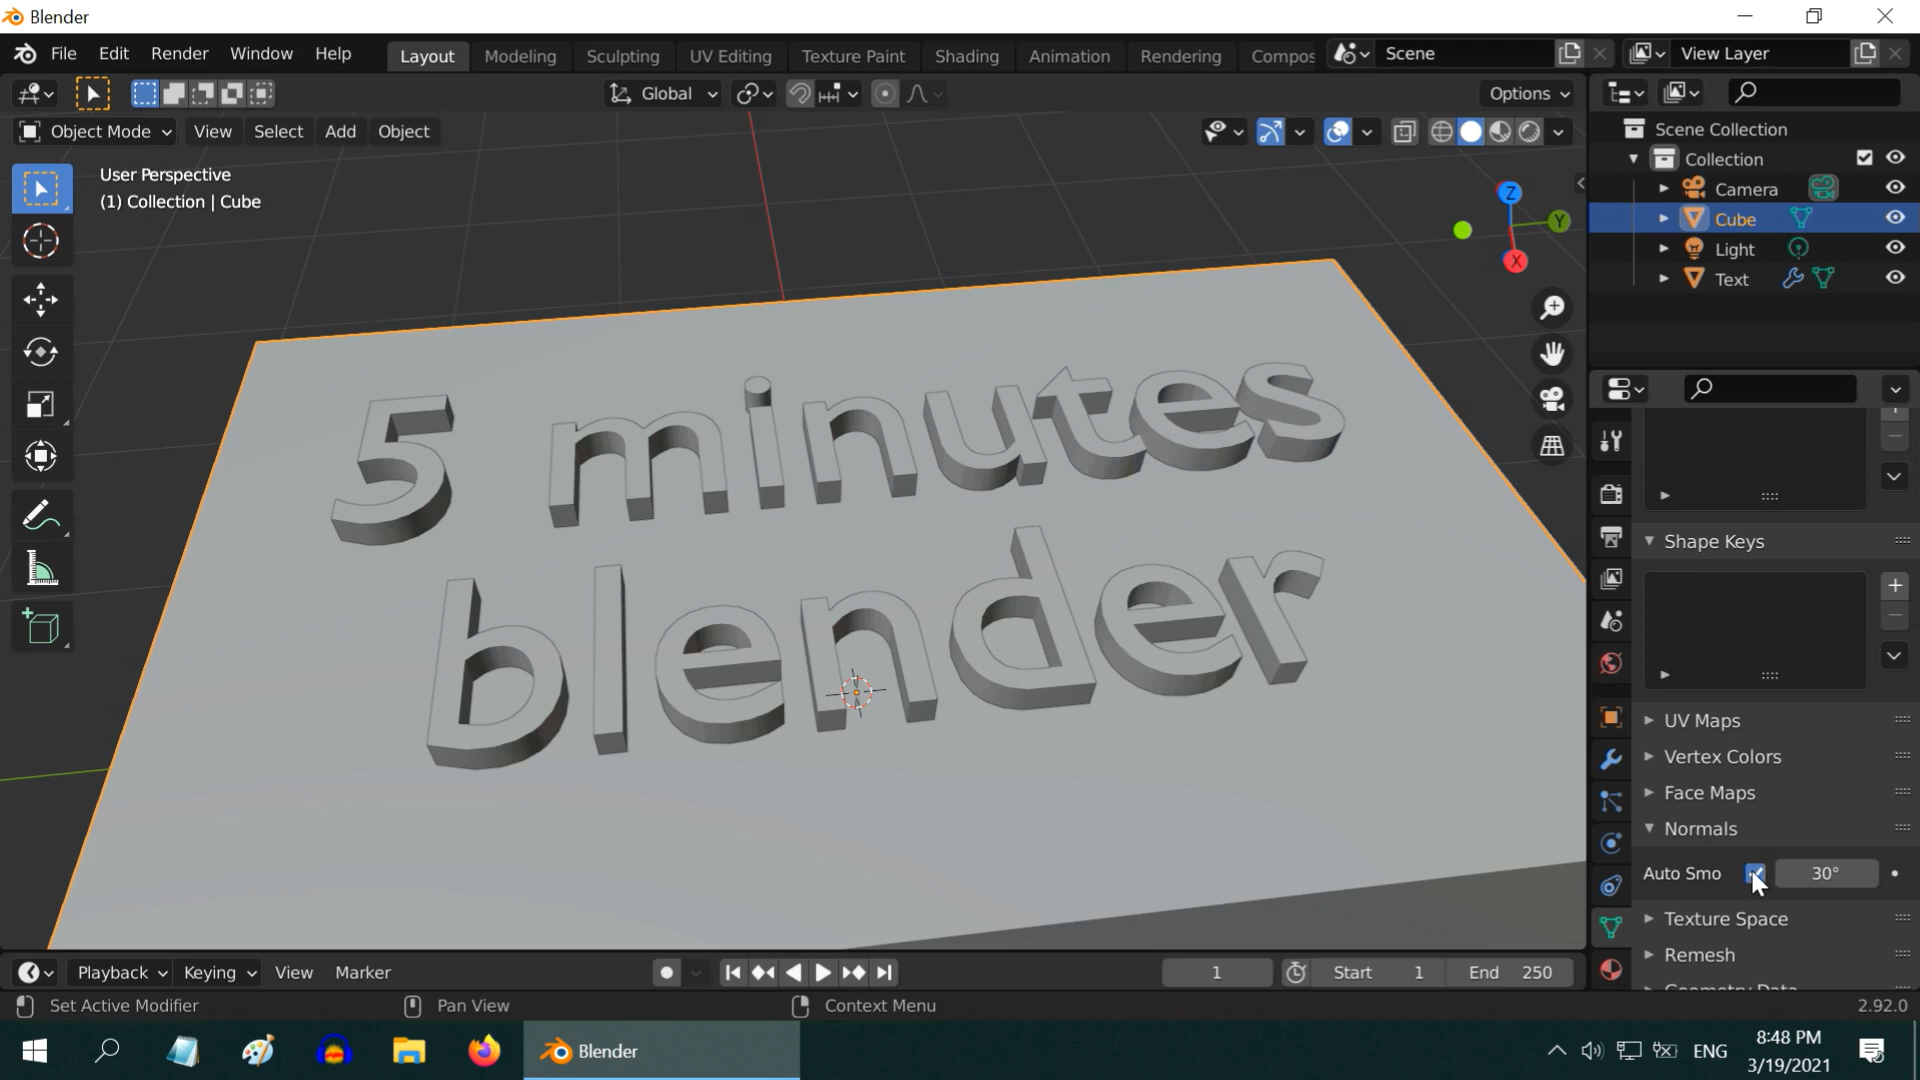 Blender
File Edit Render Window Help Layout Modeling Sculpting UV Editing Texture Paint Shading Animation Rendering Compos Scene View Layer
Global Options
Object Mode View Select Add Object
User Perspective
(1) Collection | Cube
Z
Y
X
5 minutes
blender
Scene Collection
Collection
Camera
Cube
Light
Text
Shape Keys
UV Maps
Vertex Colors
Face Maps
Normals
Auto Smo 30°
Texture Space
Remesh
Playback Keying View Marker 1 Start 1 End 250
Set Active Modifier Pan View Context Menu 2.92.0
Blender ENG 8:48 PM
3/19/2021